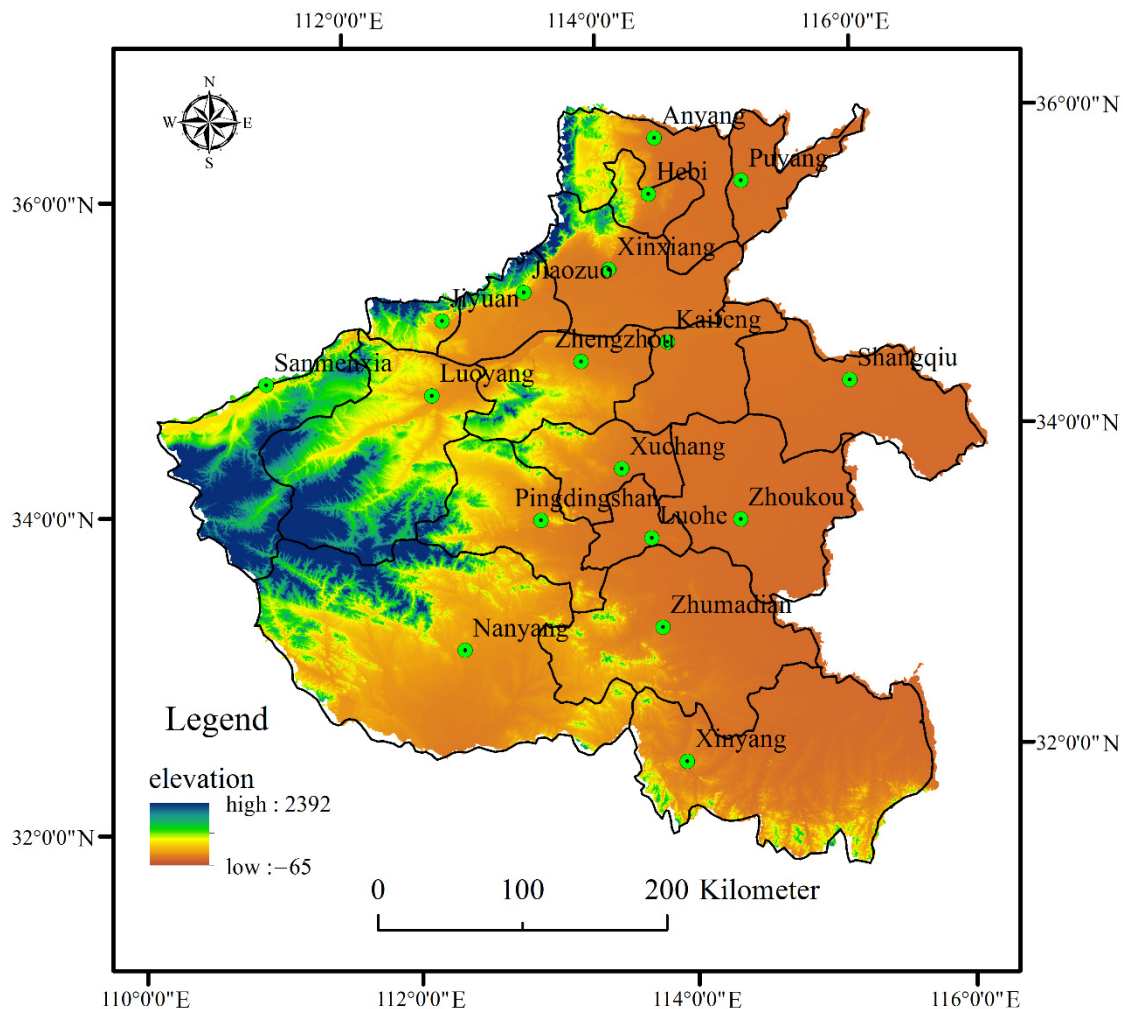 112°0'0"E 114°0'0"E 116°0'0"E
36°0'0"N
N
W E
S
Anyang
Puyang
Hebi
36°0'0"N
Xinxiang
Jiaozuo
Jiyuan
Kaifeng
Zhengzhou
Shangqiu
Sanmenxia
Luoyang
34°0'0"N
Xuchang
Pingdingshan
Zhoukou
Luohe
34°0'0"N
Zhumadian
Nanyang
Legend
Xinyang
32°0'0"N
elevation
high : 2392
32°0'0"N
low :−65
0 100 200 Kilometer
110°0'0"E 112°0'0"E 114°0'0"E 116°0'0"E